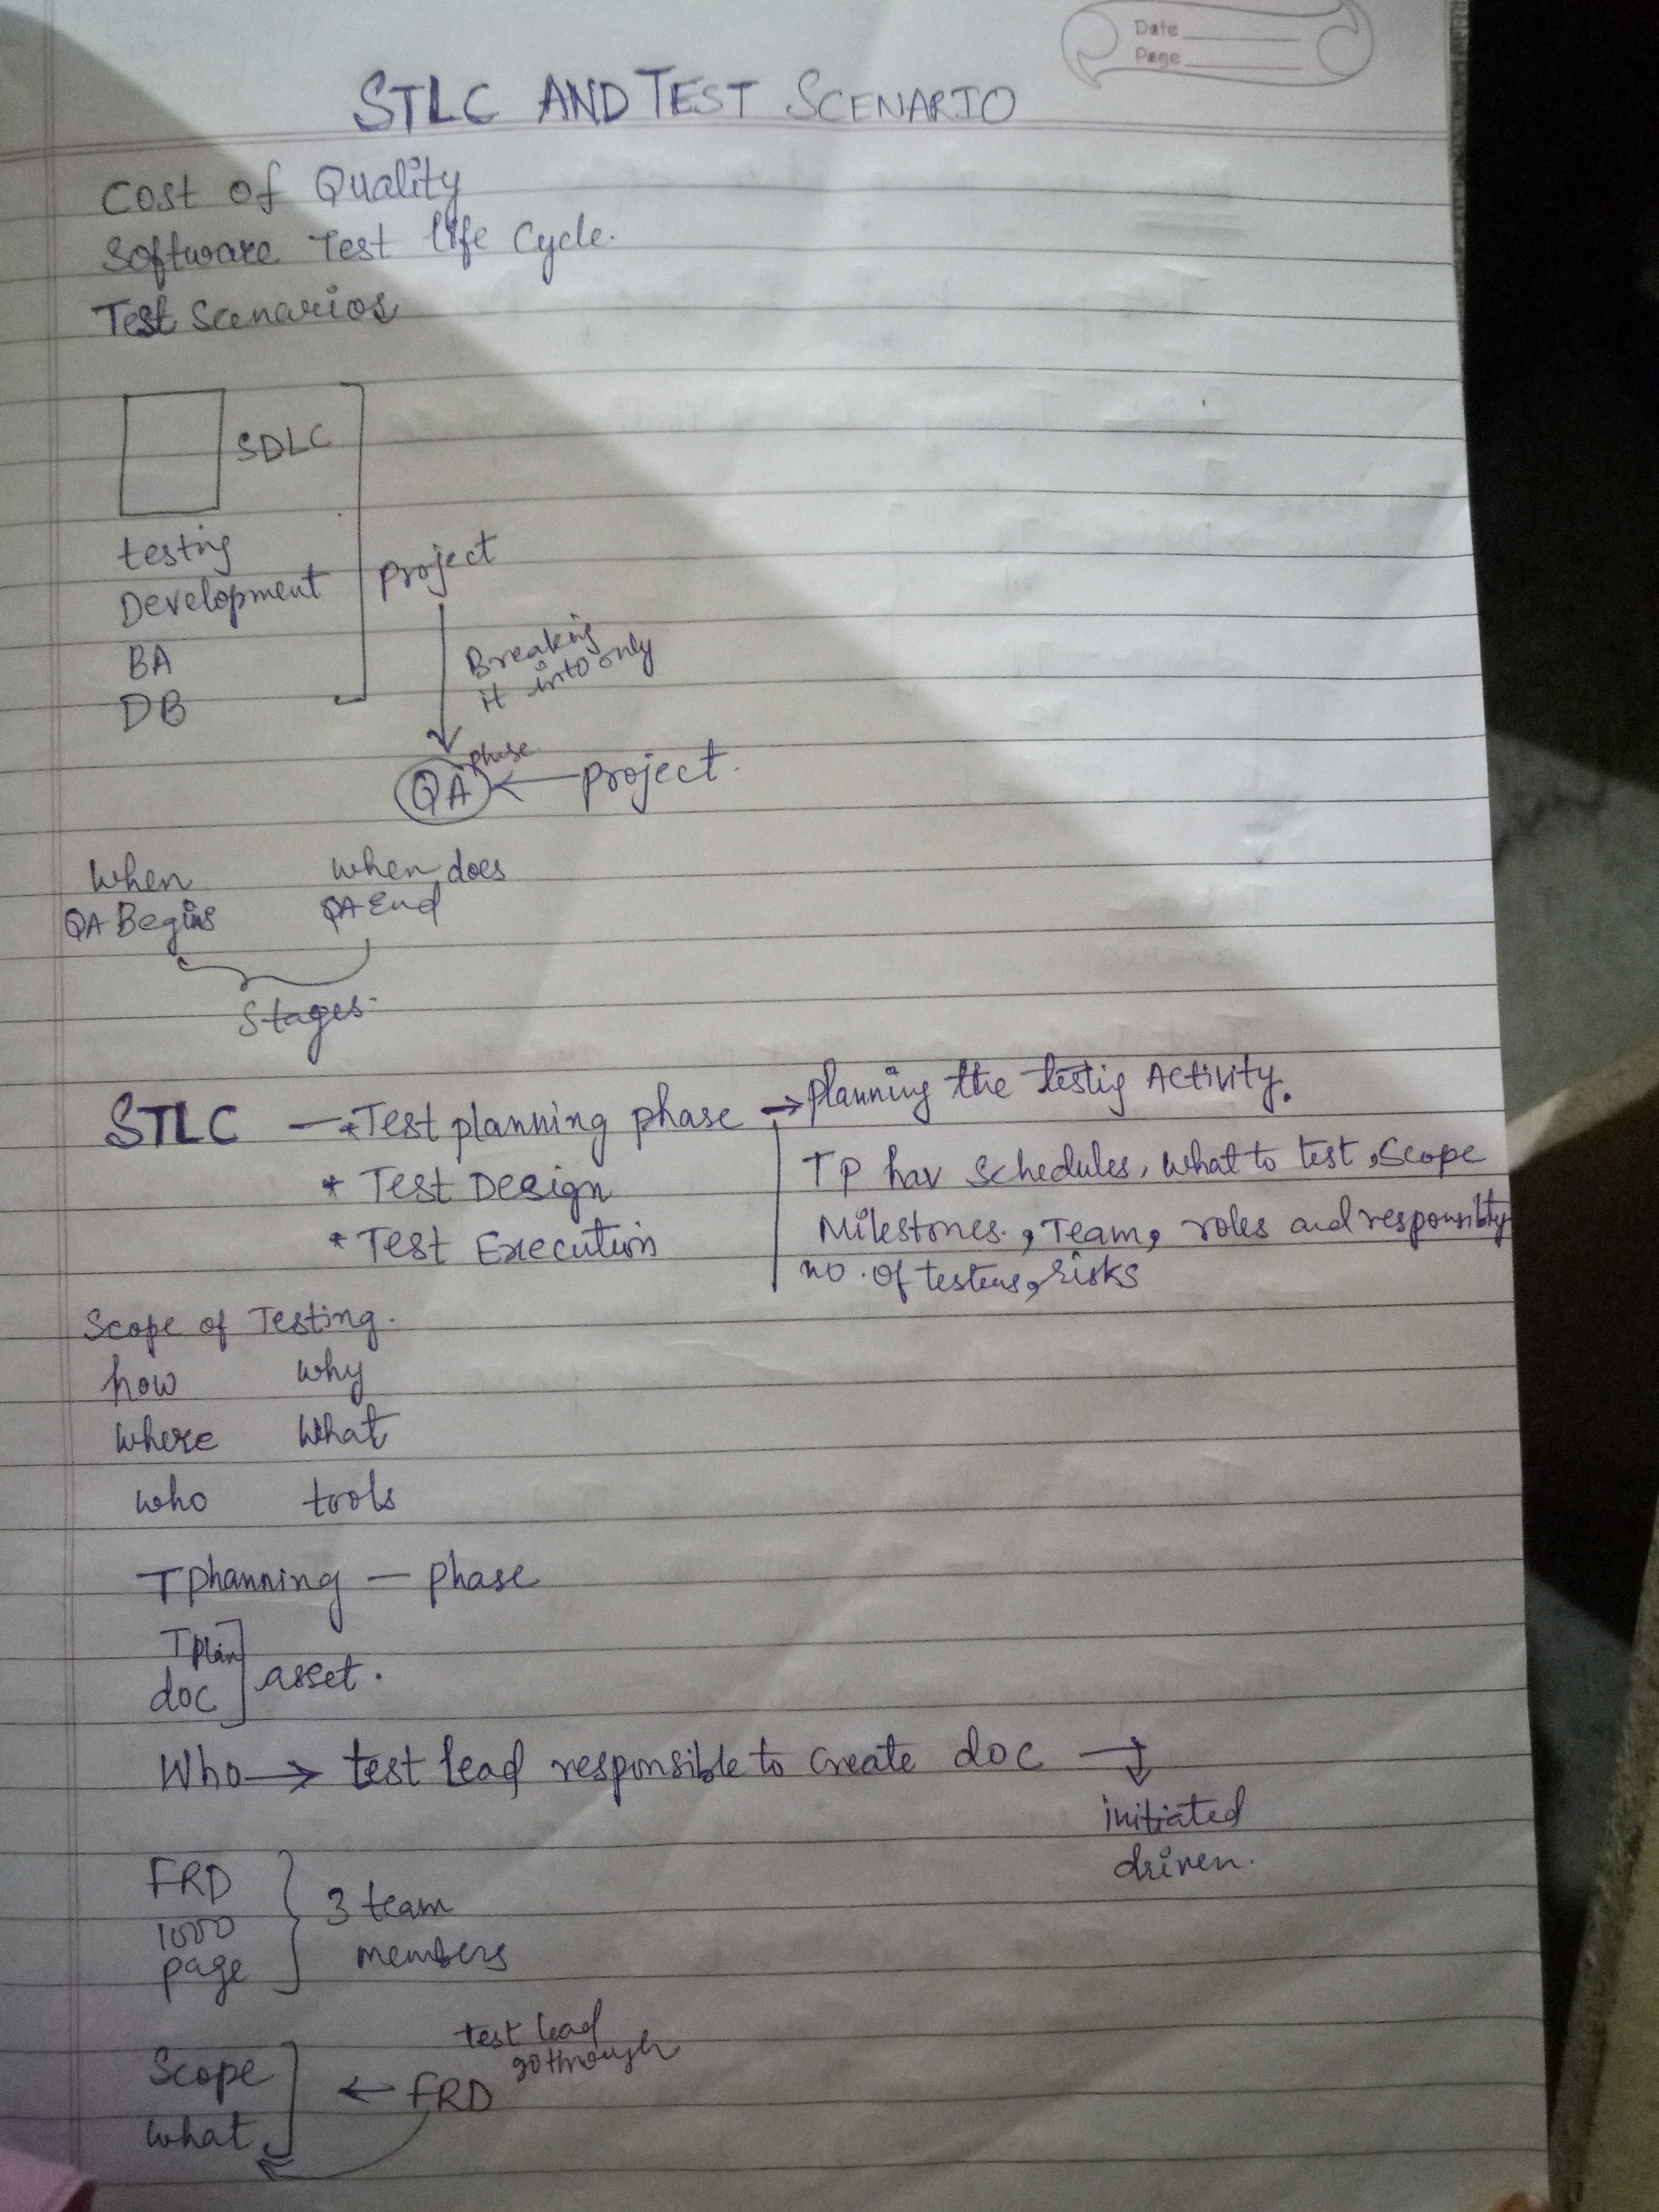 Date
Page
STLC AND TEST SCENARIO
Cost of Quality
Software Test life Cycle.
Test Scenarios
SDLC
testing
Development
BA
DB
Project
Breaking
it into only
QA phase ← Project.
When
QA Begins
When does
QA End
Stages
STLC — * Test planning phase → planning the testig Activity.
* Test Design
* Test Execution
TP hav schedules, what to test, Scope
Milestones, Team, roles and responsibty
no. of testers, risks
Scope of Testing.
how why
where What
who tools
T phanning — phase
T plan
doc
asset.
Who → test lead responsible to create doc →
initiated
driven.
FRD
1000
page
3 team
members
Scope
what
← FRD
test lead
go through